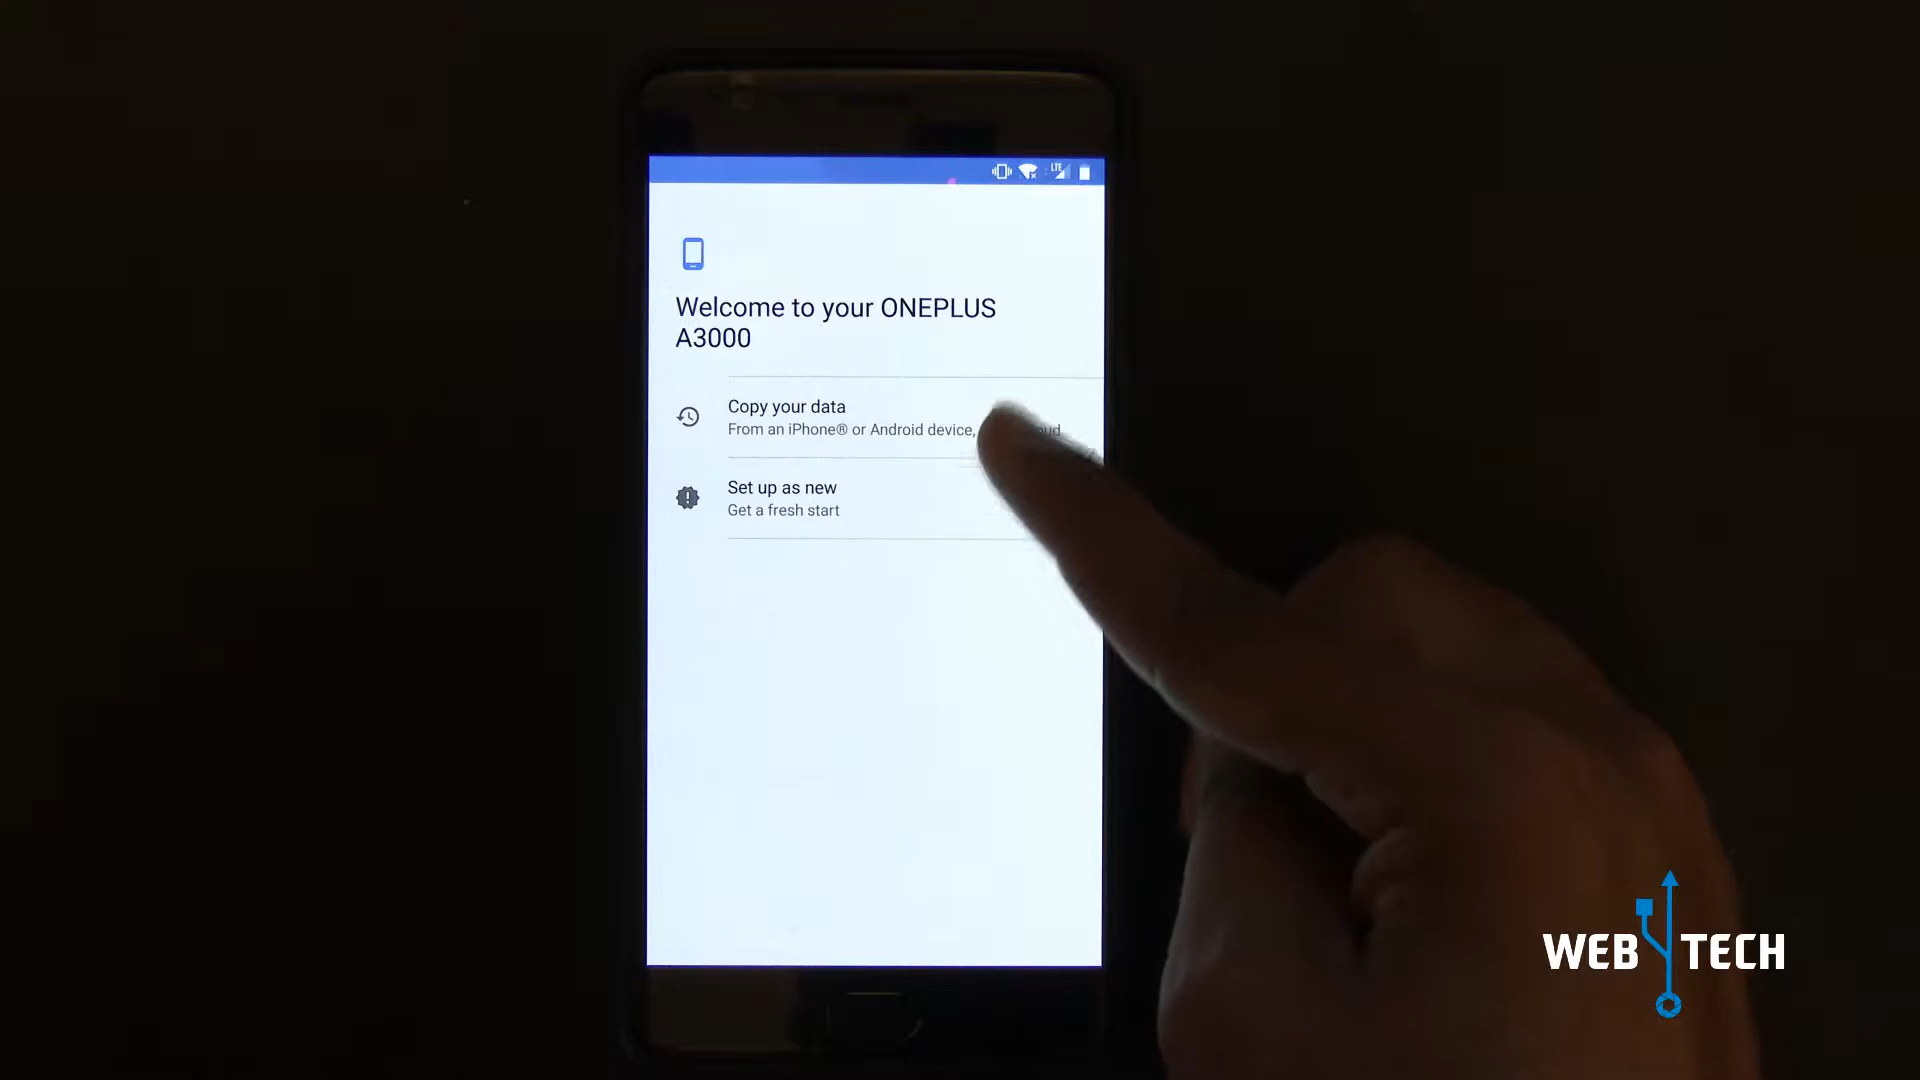 LTE
Welcome to your ONEPLUS
A3000
Copy your data
From an iPhone® or Android device,
Set up as new
Get a fresh start
WEB TECH